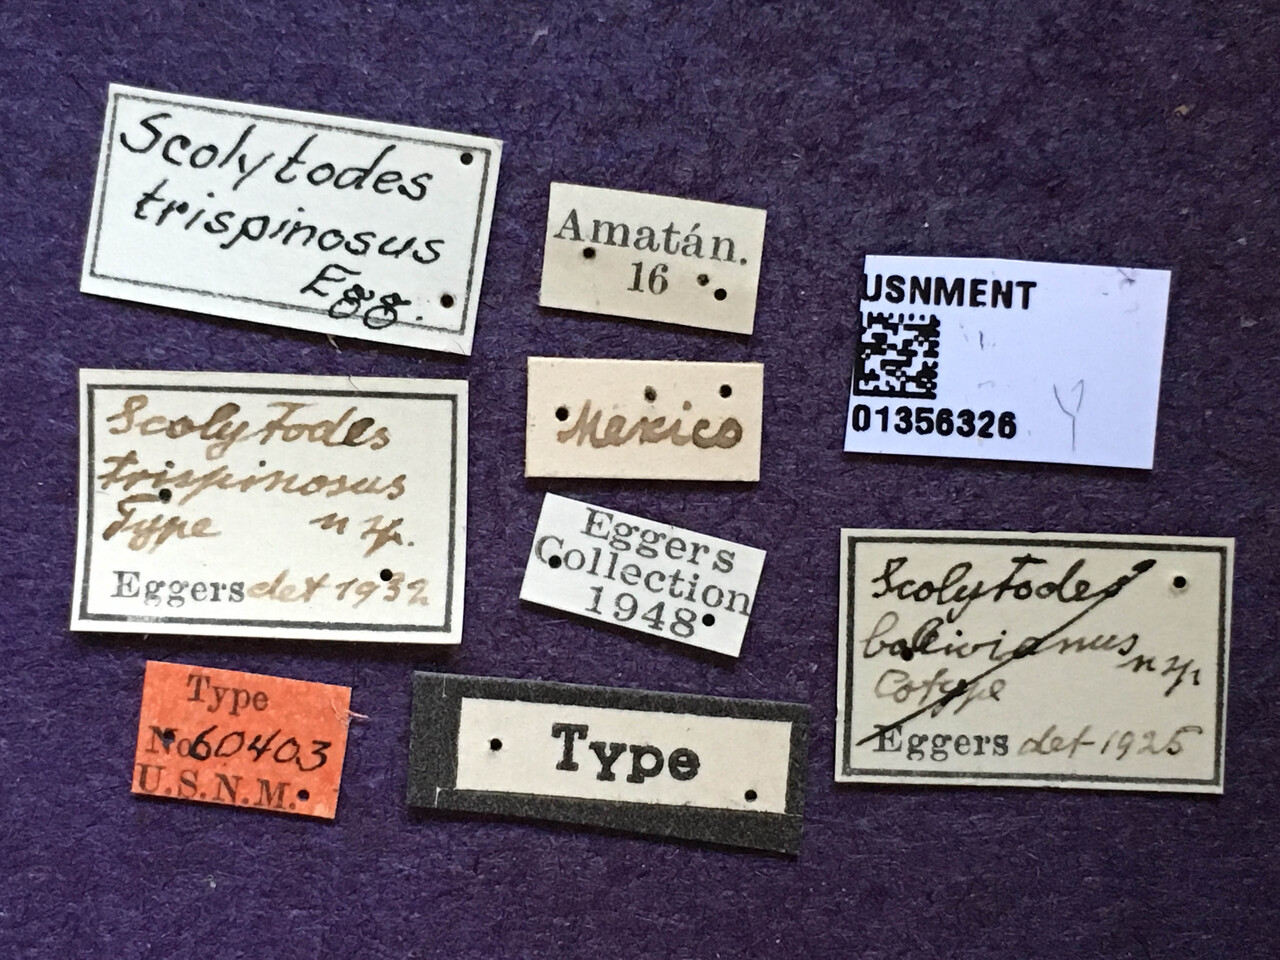 Scolytodes
trispinosus
Egg.
Amatán.
16
USNMENT
01356326
Scolytodes
trispinosus
Type n sp.
Eggers det 1932
Mexico
Eggers
Collection
1948
Scolytodes
bolivianus
n sp
Cotype
Eggers det 1925
Type
No 60403
U.S.N.M.
Type